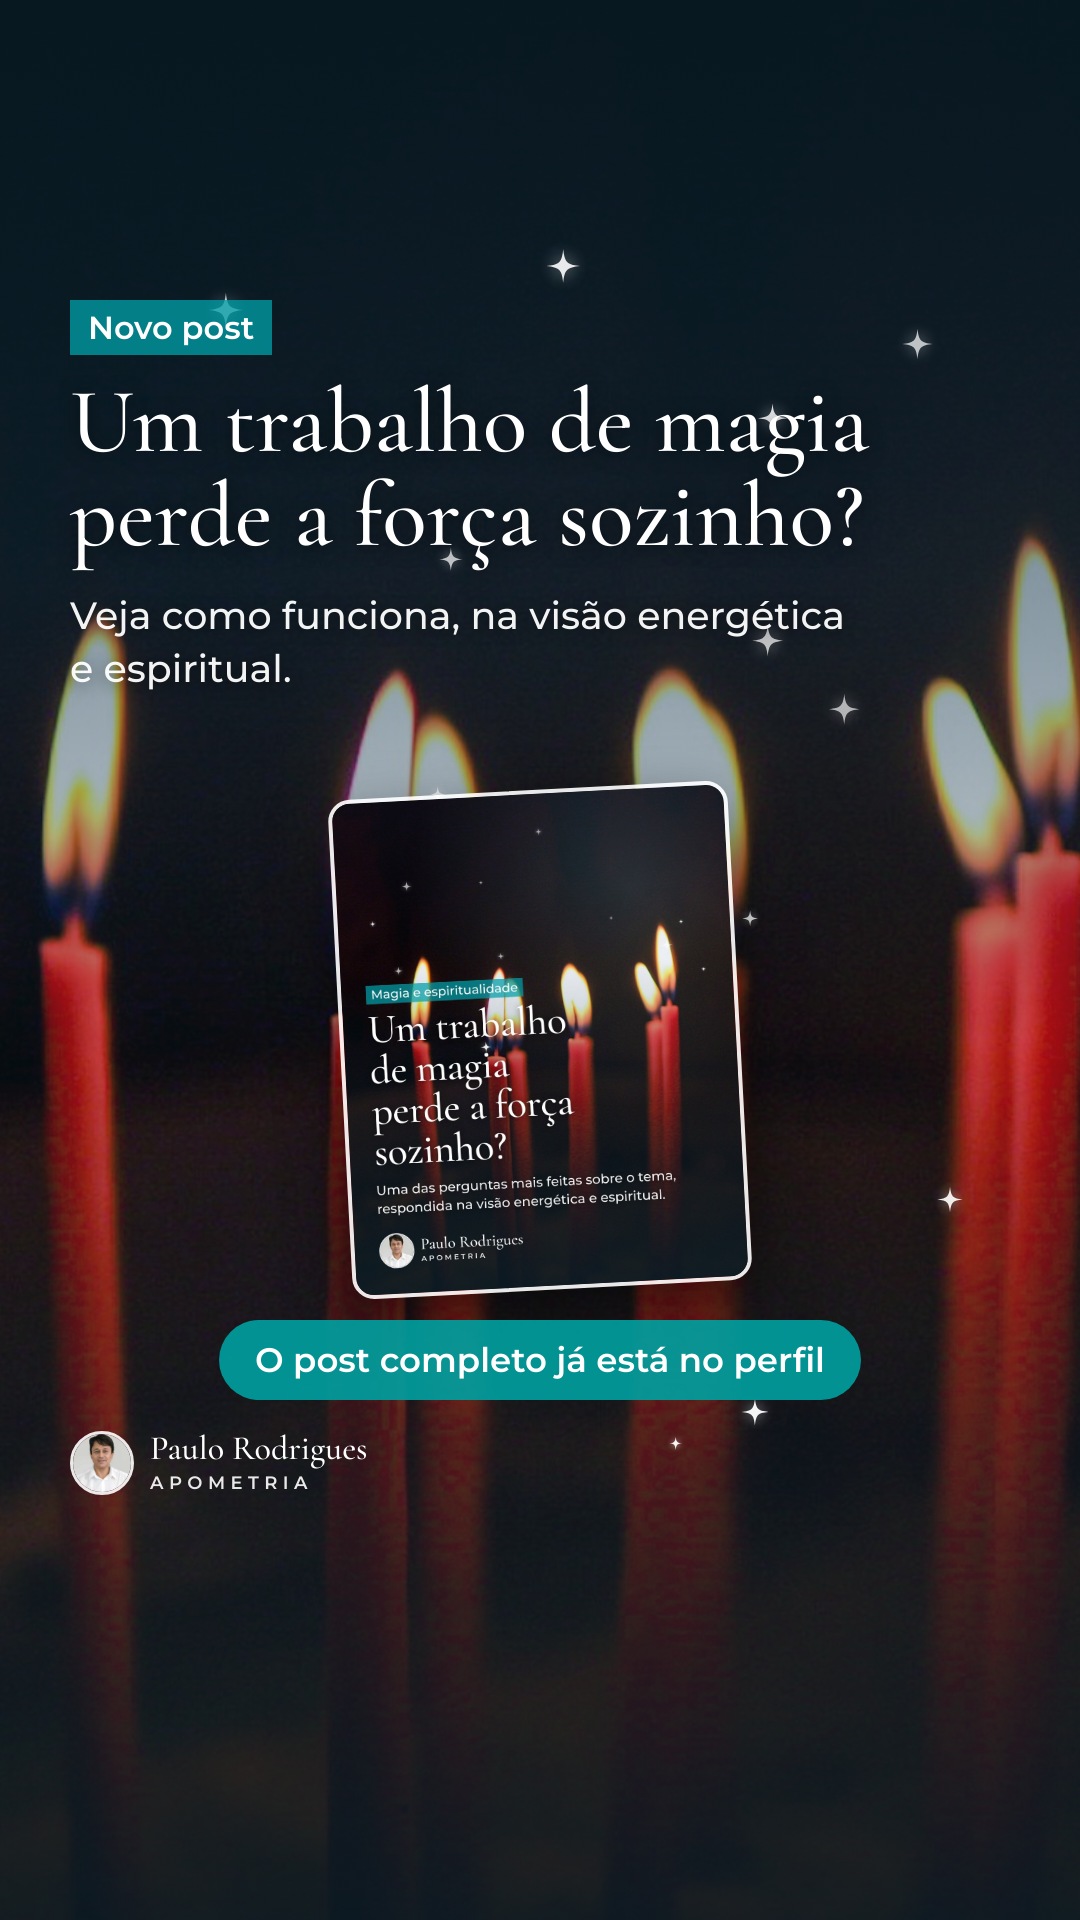 Novo post
Um trabalho de magia
perde a força sozinho?
Veja como funciona, na visão energética
e espiritual.
Magia e espiritualidade
Um trabalho
de magia
perde a força
sozinho?
Uma das perguntas mais feitas sobre o tema,
respondida na visão energética e espiritual.
Paulo Rodrigues
APOMETRIA
O post completo já está no perfil
Paulo Rodrigues
APOMETRIA